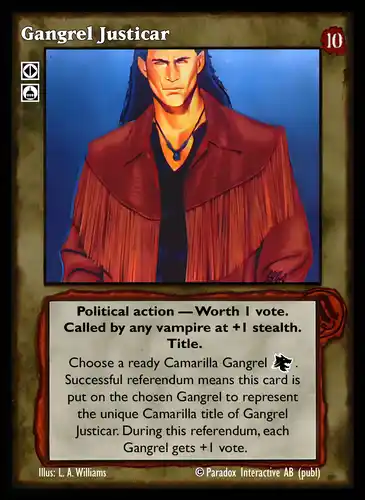 Gangrel Justicar
10
Political action — Worth 1 vote.
Called by any vampire at +1 stealth.
Title.
Choose a ready Camarilla Gangrel .
Successful referendum means this card is
put on the chosen Gangrel to represent
the unique Camarilla title of Gangrel
Justicar. During this referendum, each
Gangrel gets +1 vote.
Illus: L. A. Williams
© Paradox Interactive AB (publ)